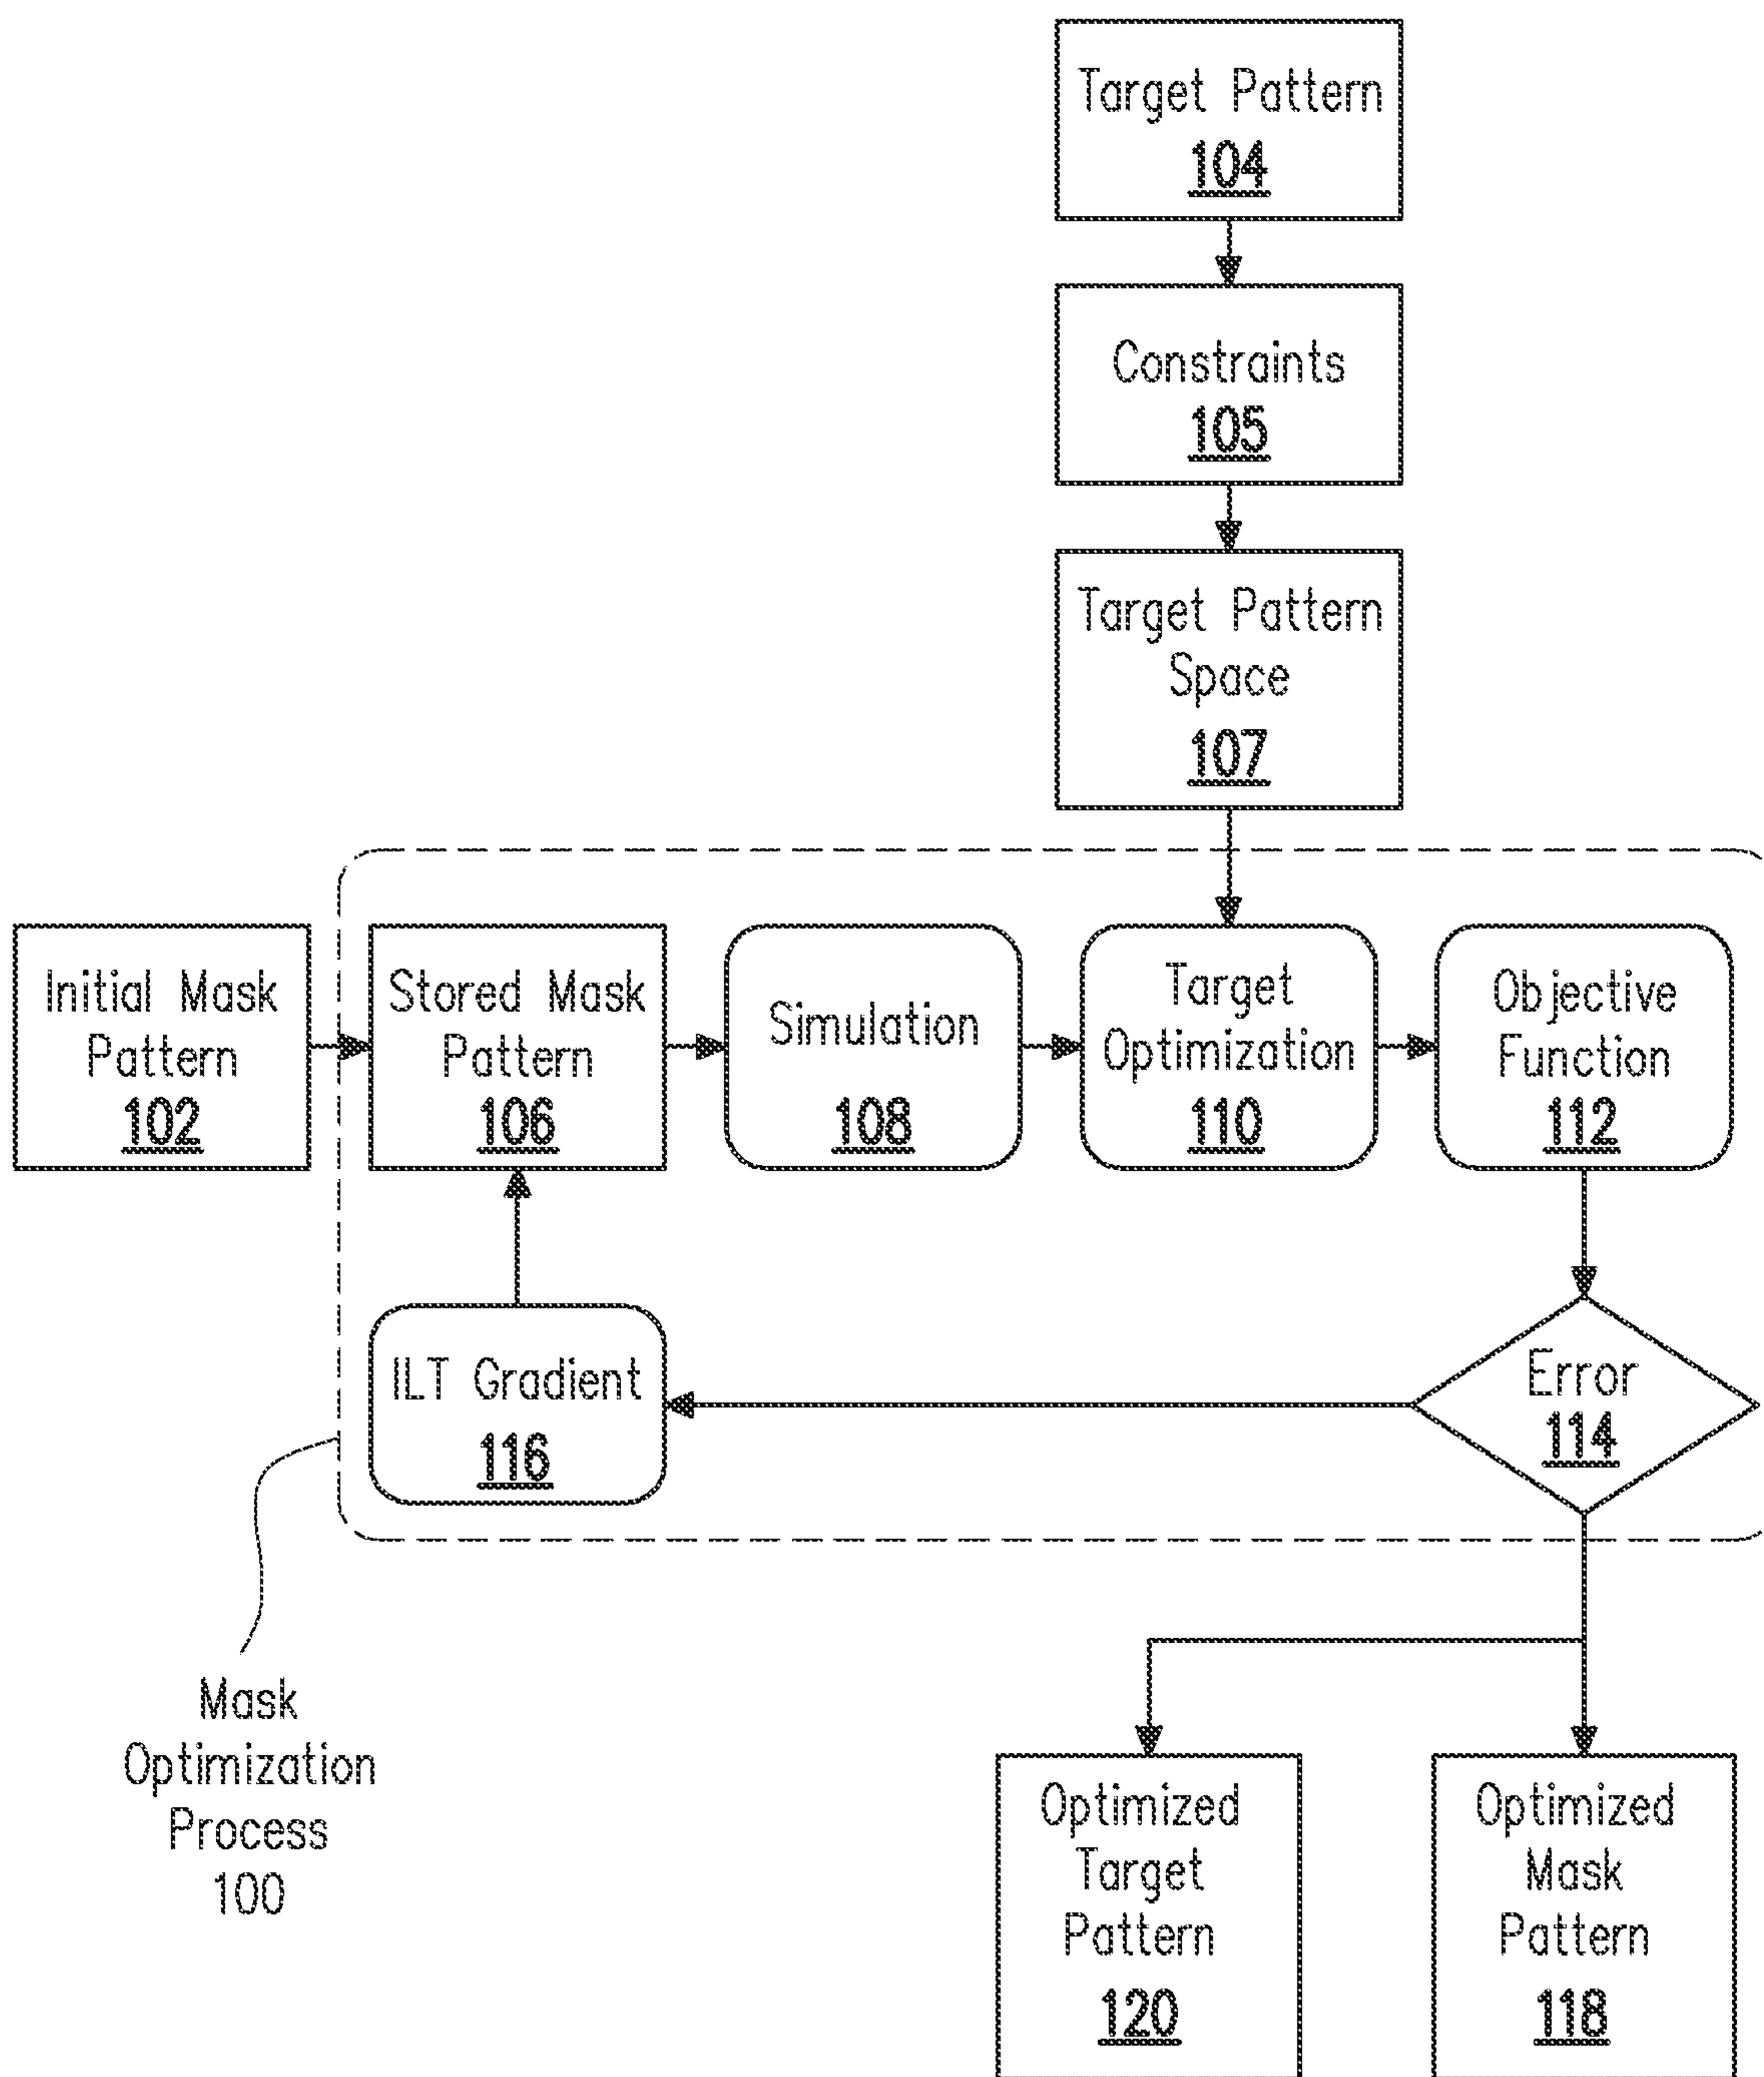 Target Pattern
104
Constraints
105
Target Pattern
Space
107
Initial Mask
Pattern
102
Stored Mask
Pattern
106
Simulation
108
Target
Optimization
110
Objective
Function
112
ILT Gradient
116
Error
114
Mask
Optimization
Process
100
Optimized
Target
Pattern
120
Optimized
Mask
Pattern
118